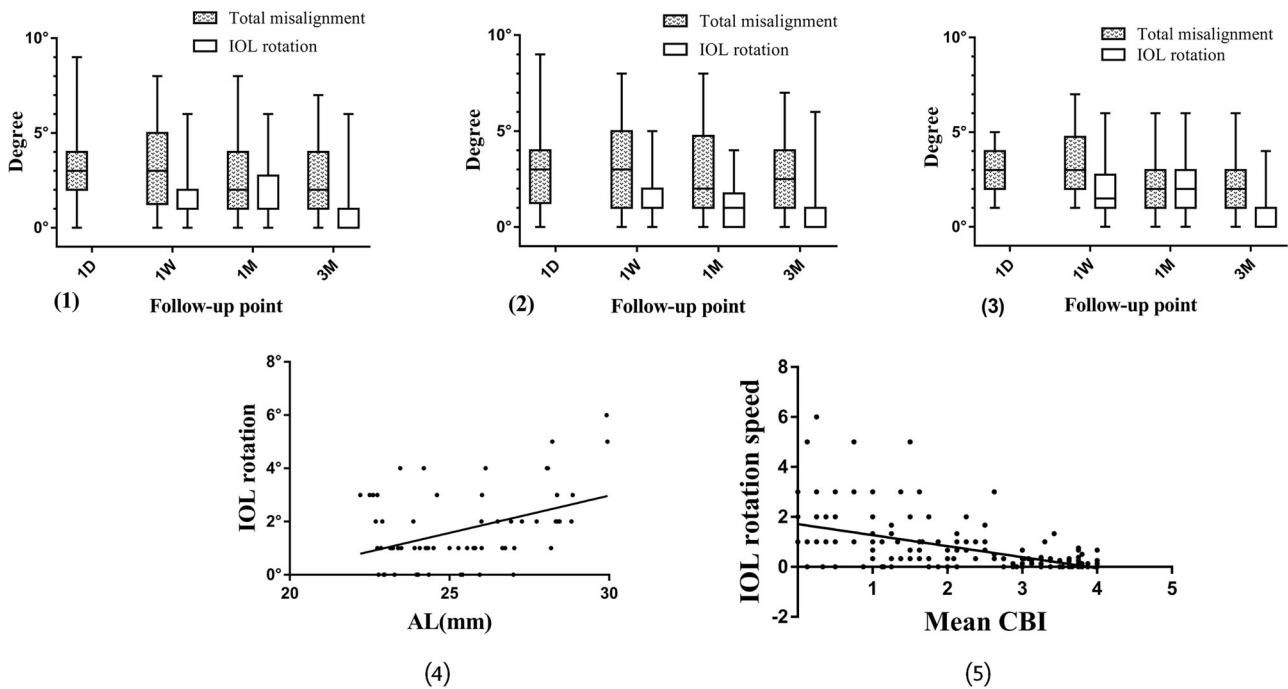 Total misalignment
IOL rotation
10°
5°
0°
Degree
1D
1W
1M
3M
Follow-up point
(1)
Total misalignment
IOL rotation
10°
5°
0°
Degree
1D
1W
1M
3M
Follow-up point
(2)
Total misalignment
IOL rotation
10°
5°
0°
Degree
1D
1W
1M
3M
Follow-up point
(3)
8°
6°
4°
2°
0°
IOL rotation
20 25 30
AL(mm)
(4)
8
6
4
2
0
-2
IOL rotation speed
1 2 3 4 5
Mean CBI
(5)